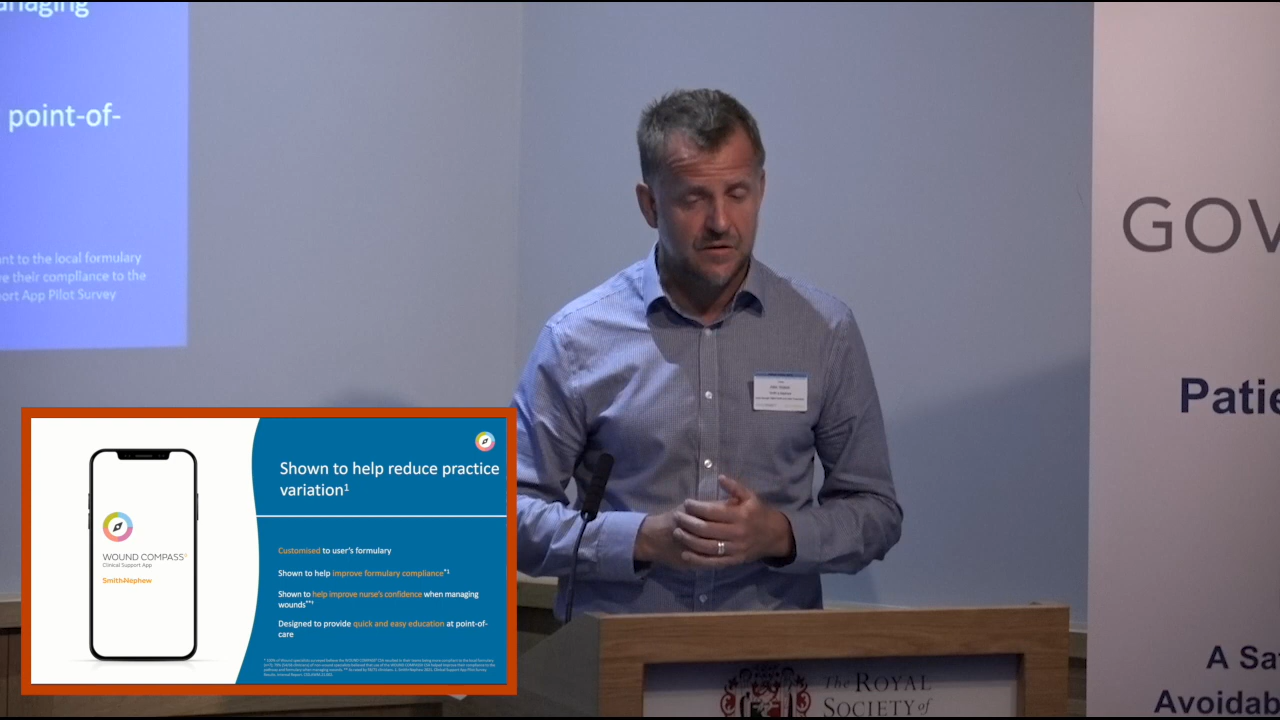 anaging
point-of-
nt to the local formulary
ve their compliance to the
ort App Pilot Survey
GOV
Patie
A Sa
Avoidab
Shown to help reduce practice
variation¹
WOUND COMPASS®
Clinical Support App
Smith+Nephew
Customised to user's formulary
Shown to help improve formulary compliance*¹
Shown to help improve nurse's confidence when managing
wounds**¹
Designed to provide quick and easy education at point-of-
care
The ROYAL
SOCIETY of